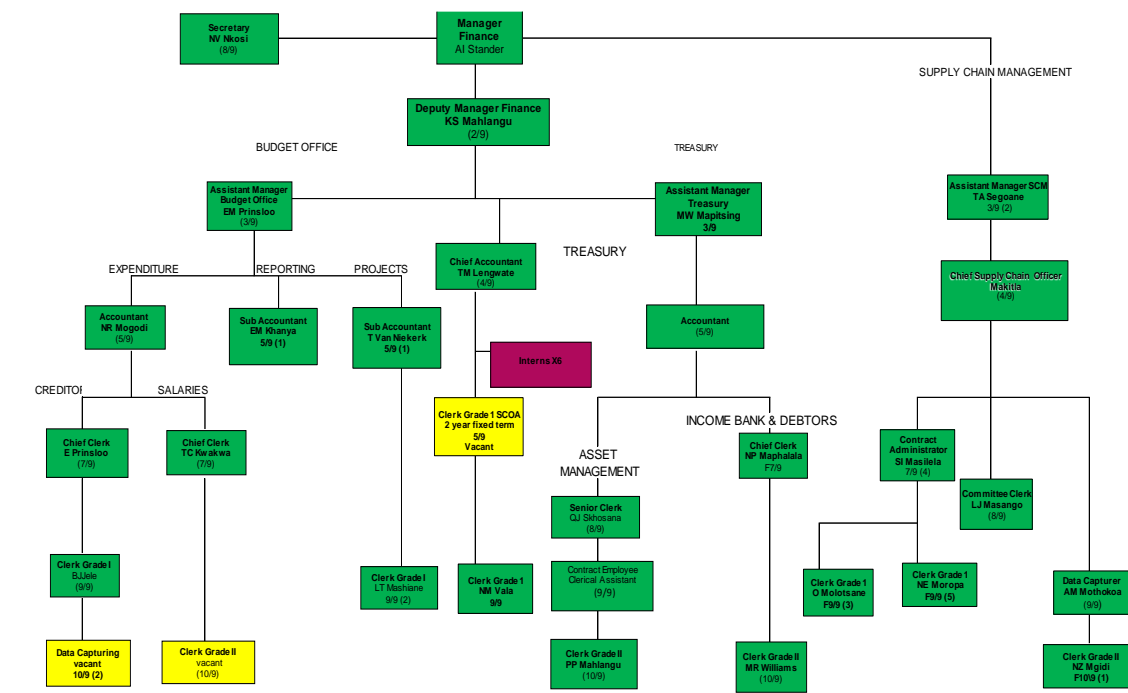 Secretary
NV Nkosi
(8/9)
Manager
Finance
AI Stander
SUPPLY CHAIN MANAGEMENT
Deputy Manager Finance
KS Mahlangu
(2/9)
BUDGET OFFICE
TREASURY
Assistant Manager
Budget Office
EM Prinsloo
(3/9)
Assistant Manager
Treasury
MW Mapitsing
3/9
Assistant Manager SCM
TA Segoane
3/9 (2)
Chief Accountant
TM Lengwate
(4/9)
TREASURY
EXPENDITURE
REPORTING
PROJECTS
Chief Supply Chain Officer
Makitla
(4/9)
Accountant
NR Mogodi
(5/9)
Sub Accountant
EM Khanya
5/9 (1)
Sub Accountant
T Van Niekerk
5/9 (1)
Accountant
(5/9)
Interns X6
CREDITOR
SALARIES
Clerk Grade 1 SCOA
2 year fixed term
5/9
Vacant
INCOME BANK & DEBTORS
ASSET
MANAGEMENT
Chief Clerk
E Prinsloo
(7/9)
Chief Clerk
TC Kwakwa
(7/9)
Chief Clerk
NP Maphalala
F7/9
Contract
Administrator
Si Masilela
7/9 (4)
Committee Clerk
LJ Masango
(8/9)
Senior Clerk
QJ Skhosana
(8/9)
Clerk Grade I
BJJele
(9/9)
Clerk Grade I
LT Mashiane
9/9 (2)
Clerk Grade 1
NM Vala
9/9
Contract Employee
Clerical Assistant
(9/9)
Clerk Grade 1
O Molotsane
F9/9 (3)
Clerk Grade 1
NE Moropa
F9/9 (5)
Data Capturer
AM Mothokoa
(9/9)
Data Capturing
vacant
10/9 (2)
Clerk Grade II
vacant
(10/9)
Clerk Grade II
PP Mahlangu
(10/9)
Clerk Grade II
MR Williams
(10/9)
Clerk Grade II
NZ Mgidi
F10\9 (1)